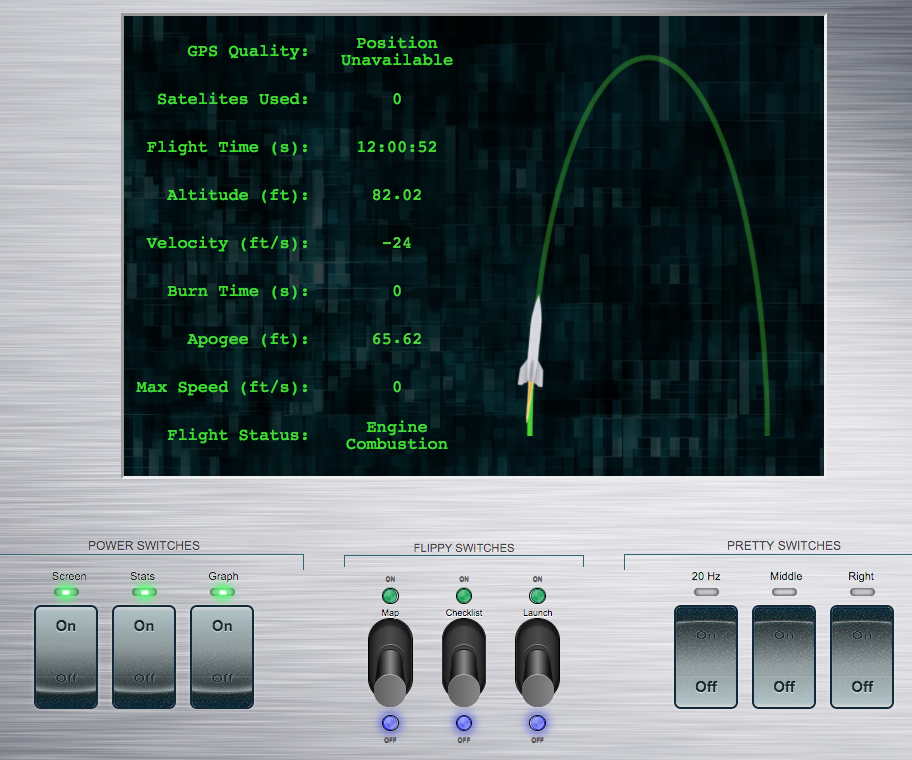 GPS Quality: Position Unavailable
Satelites Used: 0
Flight Time (s): 12:00:52
Altitude (ft): 82.02
Velocity (ft/s): -24
Burn Time (s): 0
Apogee (ft): 65.62
Max Speed (ft/s): 0
Flight Status: Engine Combustion
POWER SWITCHES
Screen Stats Graph
On On On
Off Off Off
FLIPPY SWITCHES
ON ON ON
Map Checklist Launch
OFF OFF OFF
PRETTY SWITCHES
20 Hz Middle Right
On On On
Off Off Off